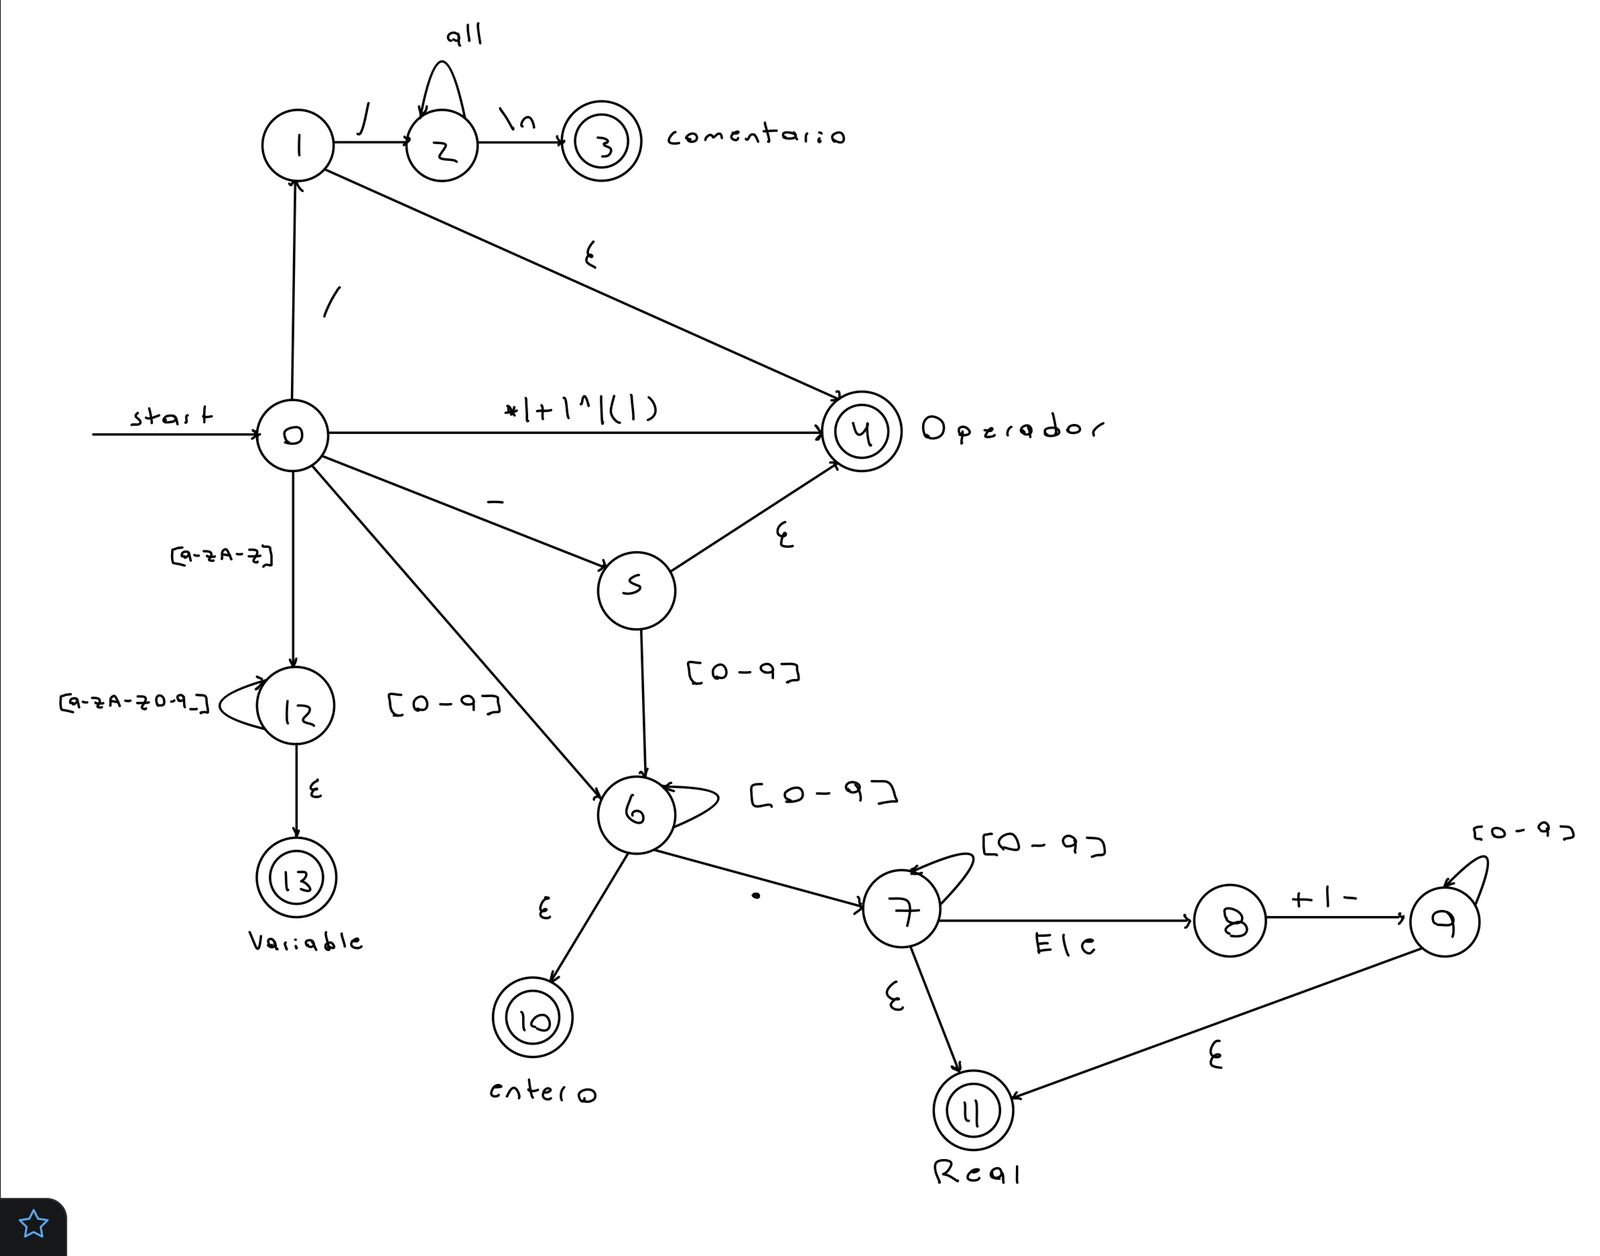 all
/
\n
1
2
3
comentario
ε
/
start
*|+|^|(|)
0
4
Operador
-
ε
[a-zA-Z]
5
[0-9]
[a-zA-Z0-9_]
12
[0-9]
ε
6
[0-9]
[0-9]
[0-9]
13
ε
.
7
E|e
8
+|-
9
Variable
ε
10
ε
entero
11
Real